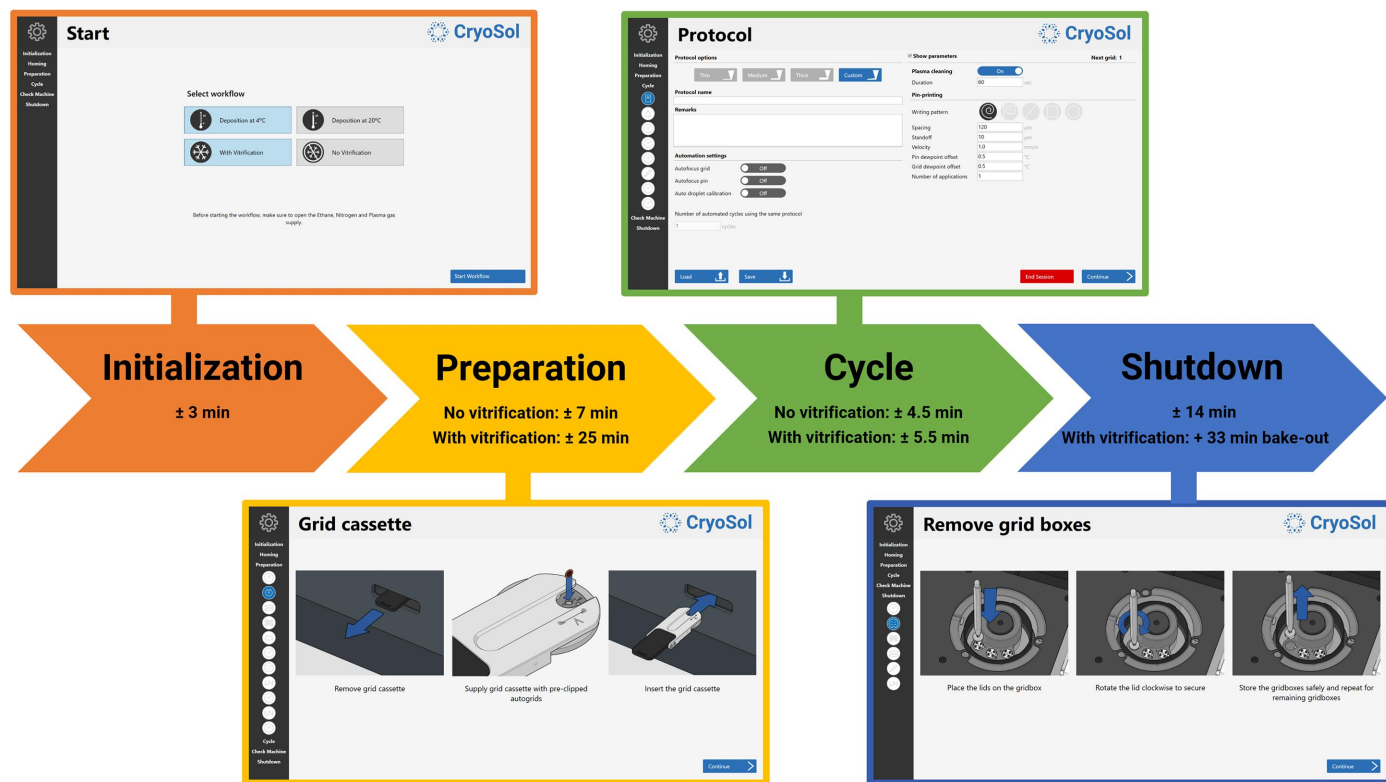 Start
CryoSol
Initialization
Homing
Preparation
Cycle
Check Machine
Shutdown
Select workflow
Deposition at 4°C
Deposition at 20°C
With Vitrification
No Vitrification
Before starting the workflow, make sure to open the Ethane, Nitrogen and Plasma gas
supply.
Start Workflow
Protocol
CryoSol
Initialization
Homing
Preparation
Cycle
Check Machine
Shutdown
Protocol options
Thin
Medium
Thick
Custom
Protocol name
Remarks
Automation settings
Autofocus grid
Off
Autofocus pin
Off
Auto droplet calibration
Off
Number of automated cycles using the same protocol
1
cycles
Load
Save
Show parameters
Next grid: 1
Plasma cleaning
On
Duration
60
sec
Pin-printing
Writing pattern
Spacing
120
µm
Standoff
10
µm
Velocity
1.0
mm/s
Pin dewpoint offset
0.5
°C
Grid dewpoint offset
0.5
°C
Number of applications
1
End Session
Continue
Initialization
± 3 min
Preparation
No vitrification: ± 7 min
With vitrification: ± 25 min
Cycle
No vitrification: ± 4.5 min
With vitrification: ± 5.5 min
Shutdown
± 14 min
With vitrification: + 33 min bake-out
Grid cassette
CryoSol
Initialization
Homing
Preparation
Cycle
Check Machine
Shutdown
Remove grid cassette
Supply grid cassette with pre-clipped
autogrids
Insert the grid cassette
Continue
Remove grid boxes
CryoSol
Initialization
Homing
Preparation
Cycle
Check Machine
Shutdown
Place the lids on the gridbox
Rotate the lid clockwise to secure
Store the gridboxes safely and repeat for
remaining gridboxes
Continue